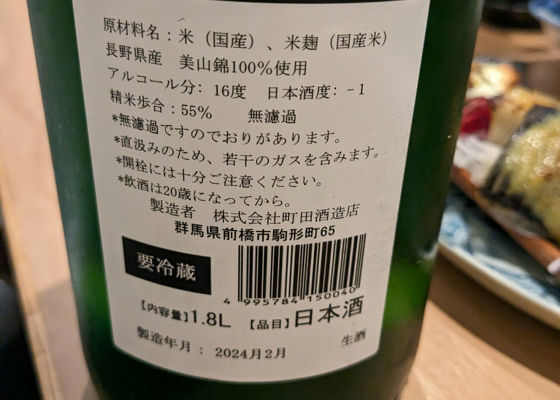 原材料名：米（国産）、米麹（国産米）
長野県産　美山錦100％使用
アルコール分：16度　日本酒度：-1
精米歩合：55％　無濾過
*無濾過ですのでおりがあります。
*直汲みのため、若干のガスを含みます。
*開栓には十分ご注意ください。
*飲酒は20歳になってから。
製造者　株式会社町田酒造店
群馬県前橋市駒形町65
要冷蔵
4 995784 150040
【内容量】1.8L　【品目】日本酒
製造年月：2024月2月　生酒